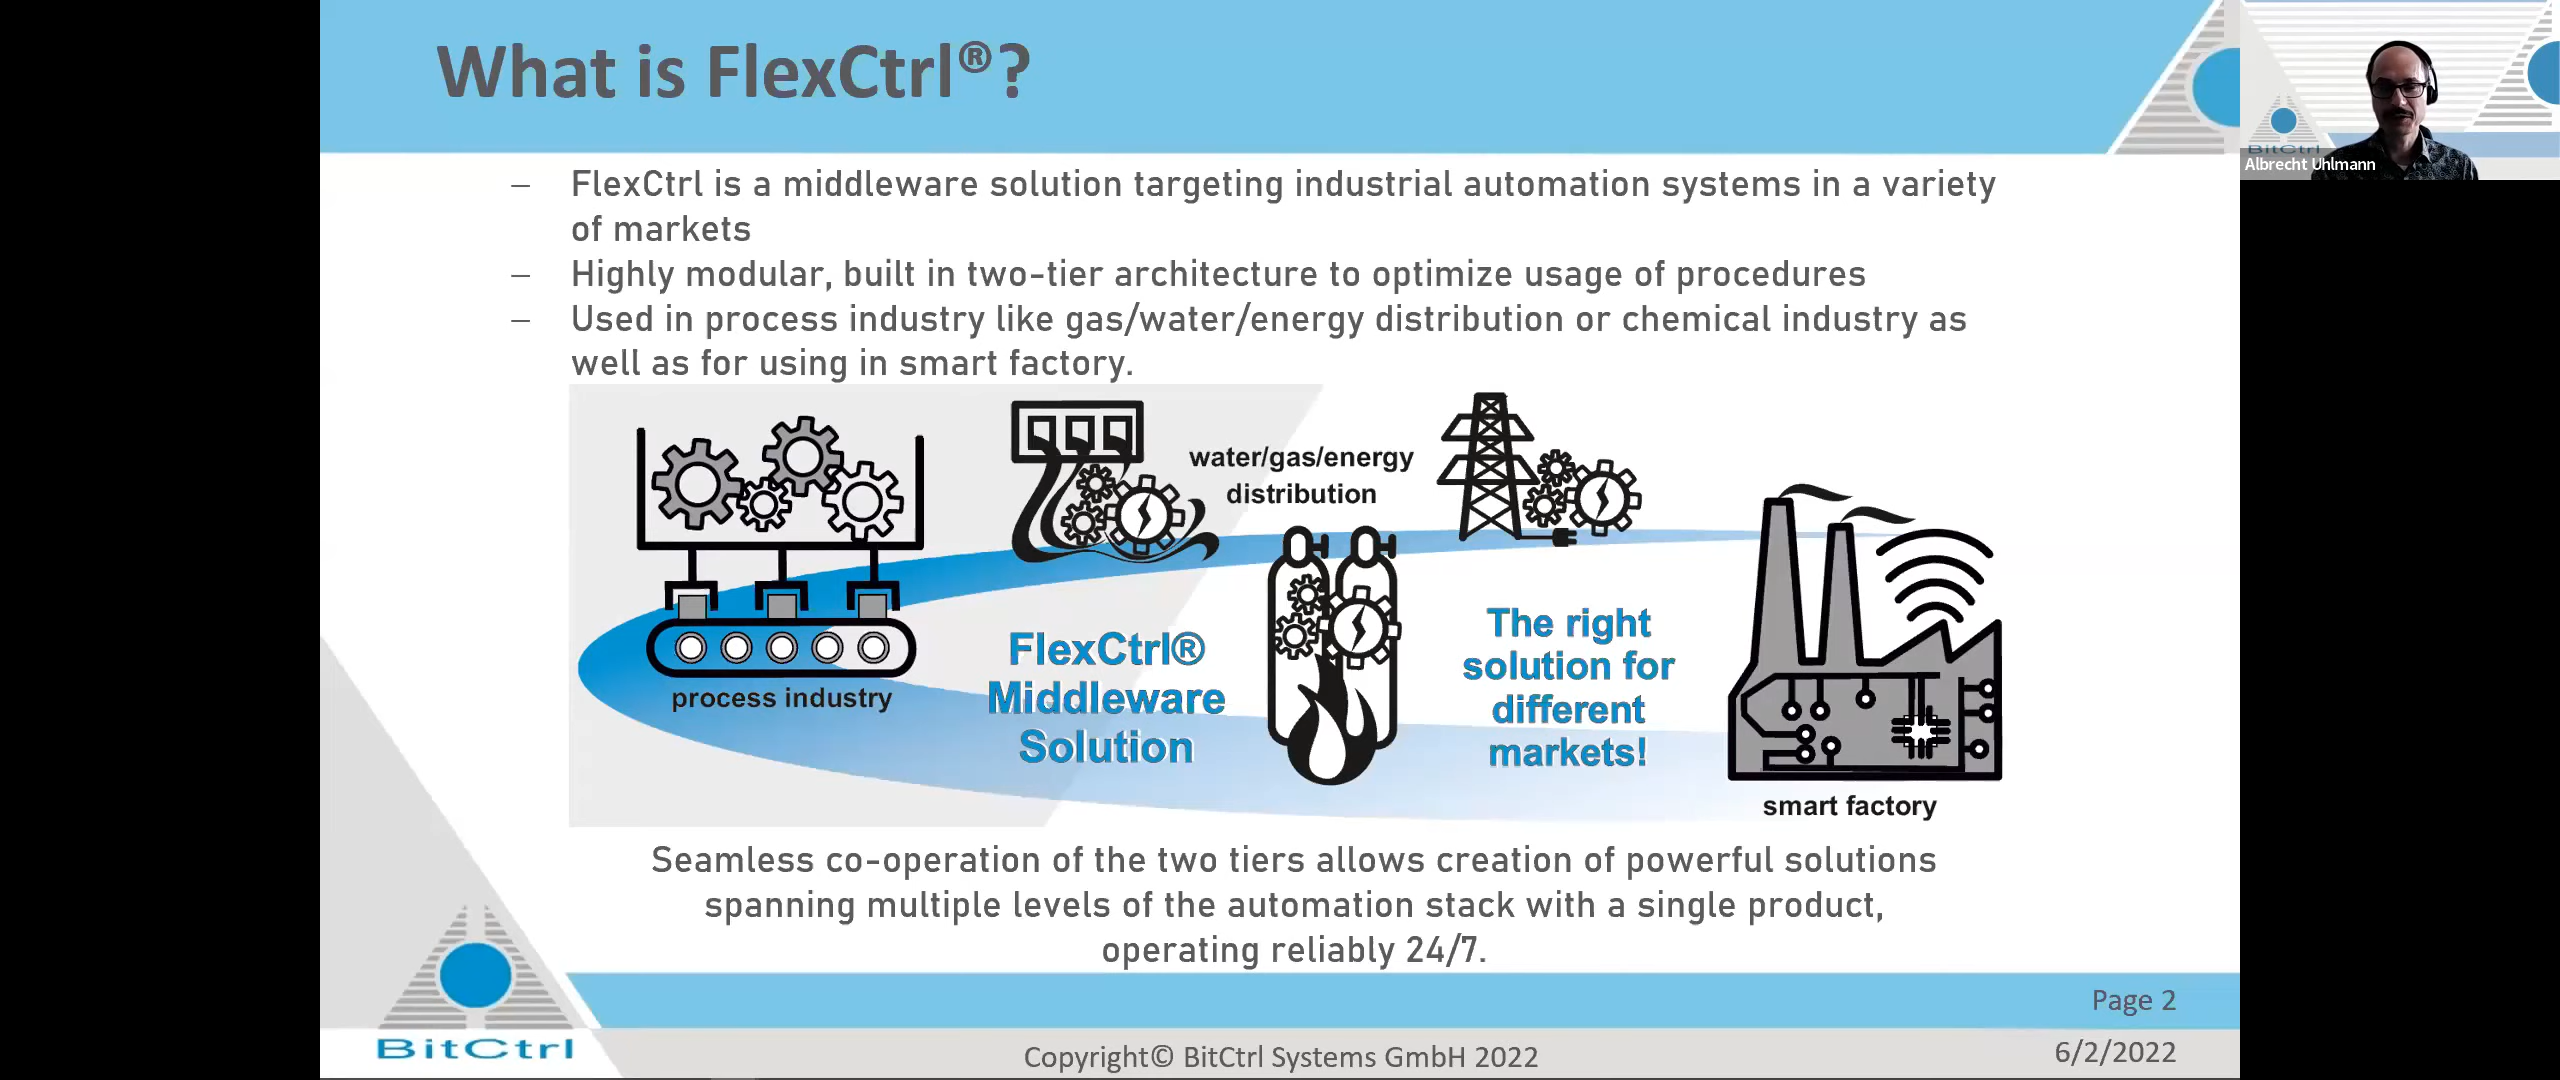 What is FlexCtrl®?
– FlexCtrl is a middleware solution targeting industrial automation systems in a variety
of markets
– Highly modular, built in two-tier architecture to optimize usage of procedures
– Used in process industry like gas/water/energy distribution or chemical industry as
well as for using in smart factory.
water/gas/energy
distribution
process industry
FlexCtrl®
Middleware
Solution
The right
solution for
different
markets!
smart factory
Seamless co-operation of the two tiers allows creation of powerful solutions
spanning multiple levels of the automation stack with a single product,
operating reliably 24/7.
BitCtrl
Copyright© BitCtrl Systems GmbH 2022
Page 2
6/2/2022
BitCtrl
Albrecht Uhlmann